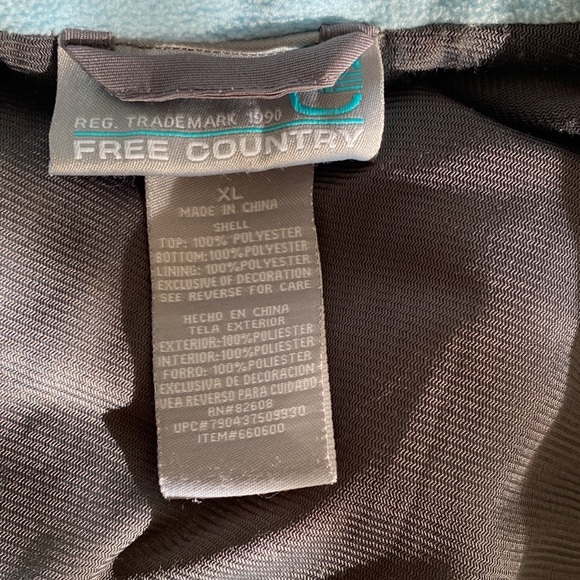 REG. TRADEMARK 1990
FREE COUNTRY
XL
MADE IN CHINA
SHELL
TOP: 100% POLYESTER
BOTTOM:100% POLYESTER
LINING: 100% POLYESTER
EXCLUSIVE OF DECORATION
SEE REVERSE FOR CARE
HECHO EN CHINA
TELA EXTERIOR
EXTERIOR:100%POLIESTER
INTERIOR:100%POLIESTER
FORRO: 100%POLIESTER
EXCLUSIVA DE DECORACION
VEA REVERSO PARA CUIDADO
RN#82608
UPC#790437509930
ITEM#660600